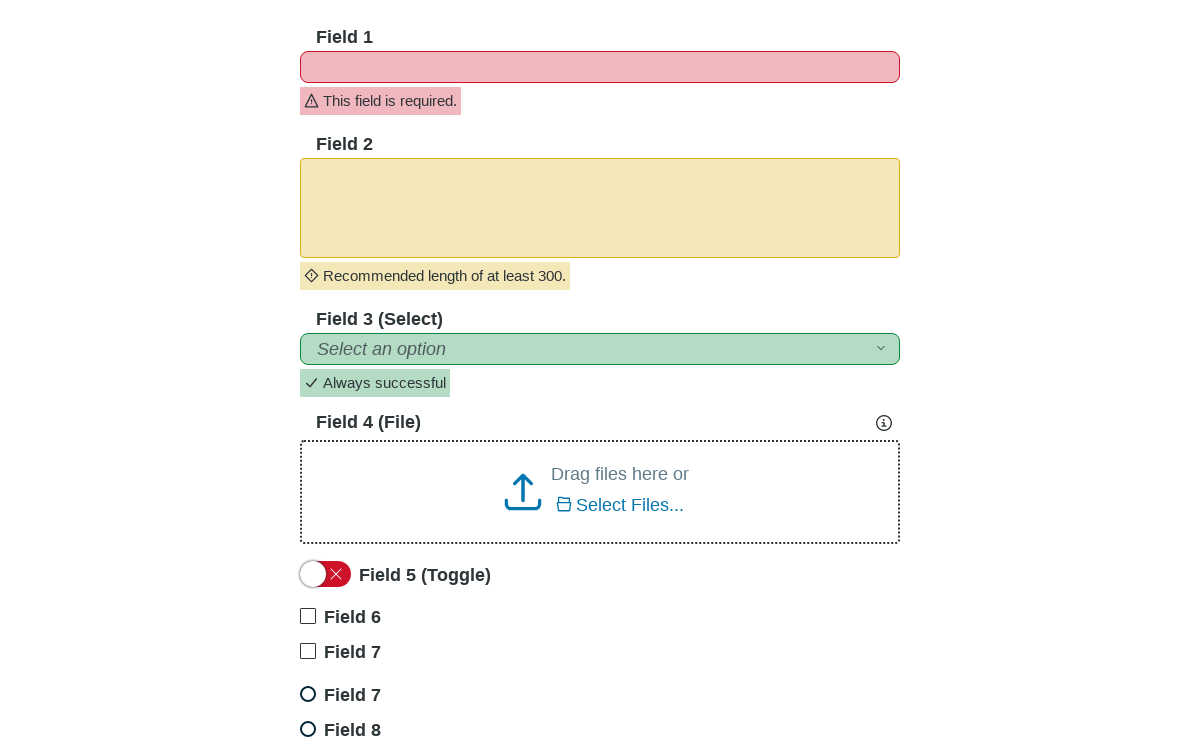 Field 1
This field is required.
Field 2
Recommended length of at least 300.
Field 3 (Select)
Select an option
Always successful
Field 4 (File)
Drag files here or
Select Files...
Field 5 (Toggle)
Field 6
Field 7
Field 7
Field 8